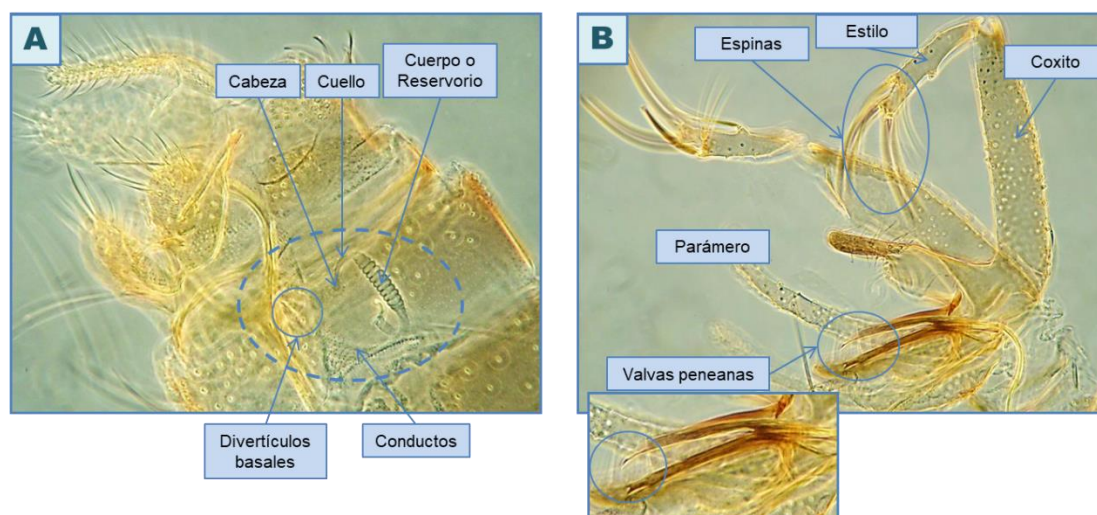 A
Cabeza
Cuello
Cuerpo o
Reservorio
Divertículos
basales
Conductos
B
Espinas
Estilo
Coxito
Parámero
Valvas peneanas